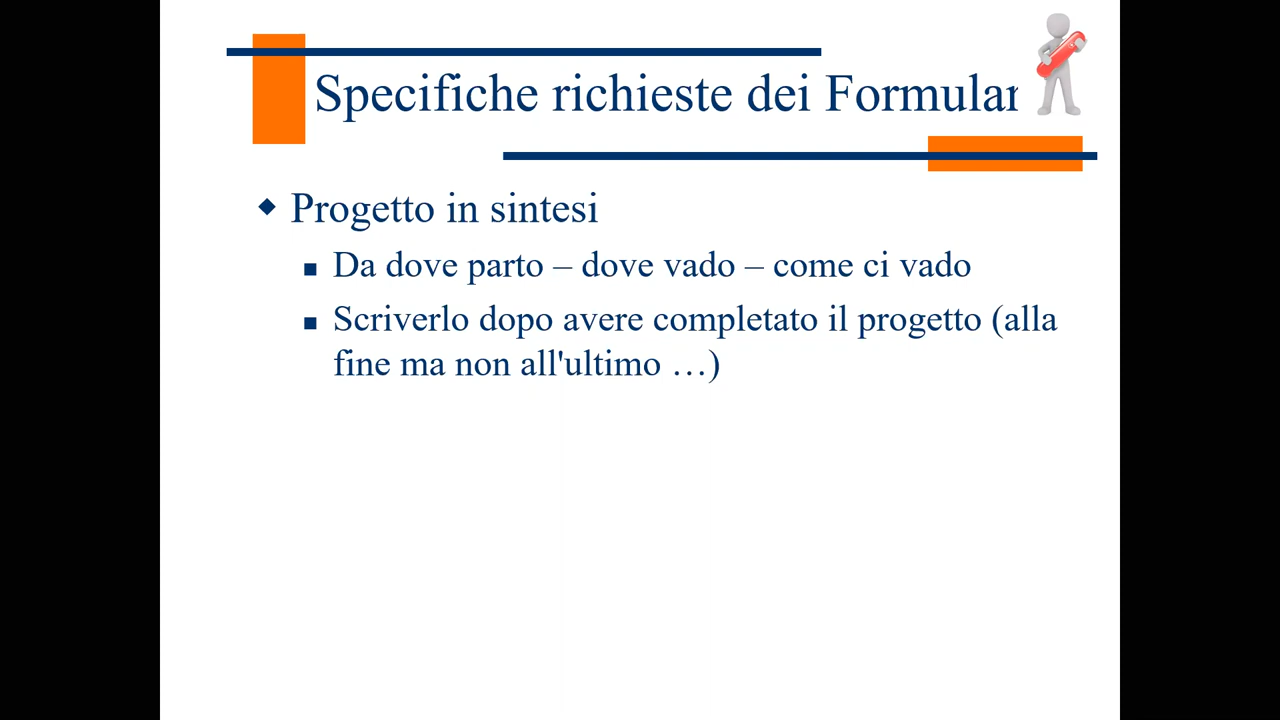 Specifiche richieste dei Formular
Progetto in sintesi
Da dove parto – dove vado – come ci vado
Scriverlo dopo avere completato il progetto (alla
fine ma non all'ultimo …)